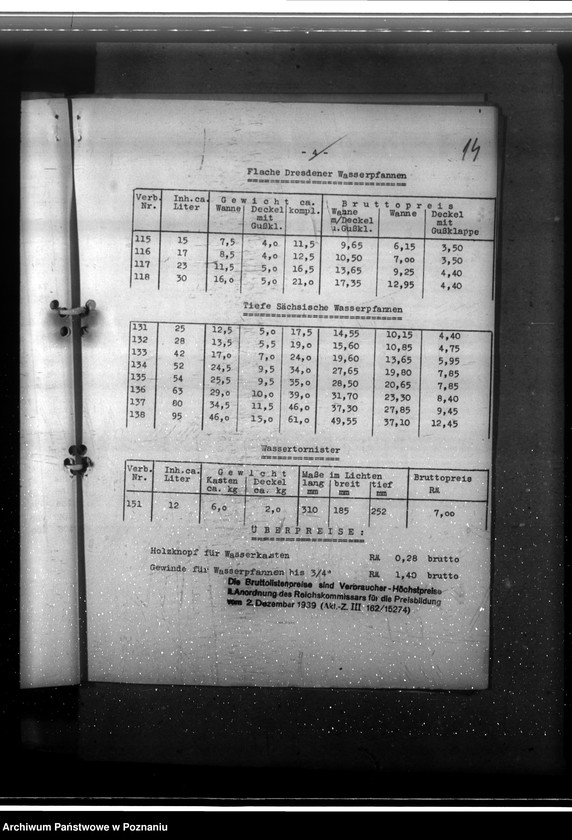 14
Flache Dresdener Wasserpfannen
Verb. Nr. Inh.ca. Liter Gewicht ca. Wanne Deckel mit Gußkl. kompl. Bruttopreis Wanne m/Deckel u.Gußkl. Wanne Deckel mit Gußklappe
115 15 7,5 4,0 11,5 9,65 6,15 3,50
116 17 8,5 4,0 12,5 10,50 7,00 3,50
117 23 11,5 5,0 16,5 13,65 9,25 4,40
118 30 16,0 5,0 21,0 17,35 12,95 4,40
Tiefe Sächsische Wasserpfannen
131 25 12,5 5,0 17,5 14,55 10,15 4,40
132 28 13,5 5,5 19,0 15,60 10,85 4,75
133 42 17,0 7,0 24,0 19,60 13,65 5,95
134 52 24,5 9,5 34,0 27,65 19,80 7,85
135 54 25,5 9,5 35,0 28,50 20,65 7,85
136 63 29,0 10,0 39,0 31,70 23,30 8,40
137 80 34,5 11,5 46,0 37,30 27,85 9,45
138 95 46,0 15,0 61,0 49,55 37,10 12,45
Wassertornister
Verb. Nr. Inh.ca. Liter Gewicht Kasten ca. kg Deckel ca. kg Maße im Lichten lang mm breit mm tief mm Bruttopreis RM
151 12 6,0 2,0 310 185 252 7,00
ÜBERPREISE:
Holzknopf für Wasserkasten RM 0,28 brutto
Gewinde für Wasserpfannen bis 3/4" RM 1,40 brutto
Die Bruttolistenpreise sind Verbraucher-Höchstpreise
lt.Anordnung des Reichskommissars für die Preisbildung
vom 2. Dezember 1939 (Akt.-Z. III 162/15274)
Archiwum Państwowe w Poznaniu